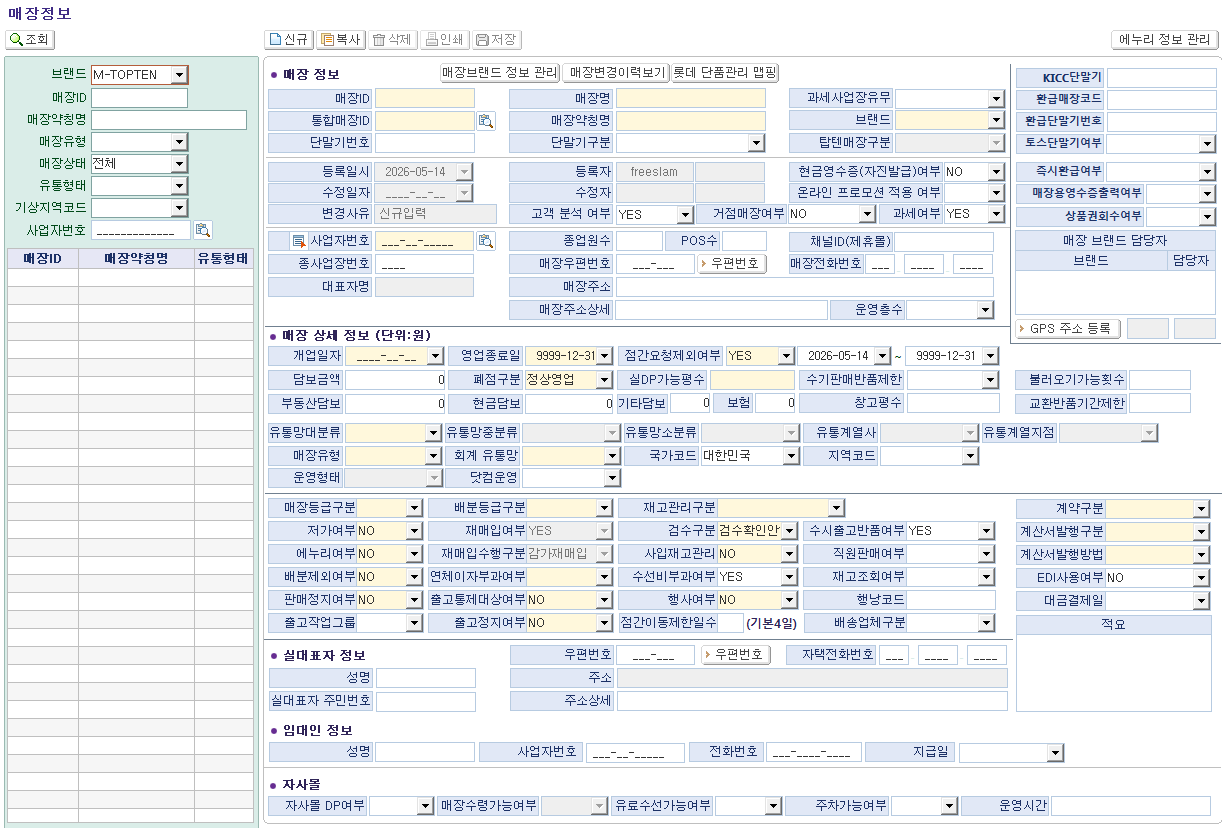 매장정보
조회
신규 복사 삭제 인쇄 저장 에누리 정보 관리
브랜드 M-TOPTEN
매장ID
매장약칭명
매장유형
매장상태 전체
유통형태
기상지역코드
사업자번호 _____________
매장ID 매장약칭명 유통형태
매장 정보 매장브랜드 정보 관리 매장변경이력보기 롯데 단품관리 맵핑
매장ID 매장명 과세사업장유무
통합매장ID 매장약칭명 브랜드
단말기번호 단말기구분 탑텐매장구분
등록일시 2026-05-14 등록자 freeslam 현금영수증(자진발급)여부 NO
수정일자 ____-__-__ 수정자 온라인 프로모션 적용 여부
변경사유 신규입력 고객 분석 여부 YES 거점매장여부 NO 과세여부 YES
사업자번호 ___-__-_____ 종업원수 POS수 채널ID(제휴몰)
종사업장번호 ____ 매장우편번호 ___-___ 우편번호 매장전화번호 ___ . ____ . ____
대표자명 매장주소
매장주소상세 운영층수
KICC단말기
환급매장코드
환급단말기번호
토스단말기여부
즉시환급여부
매장용영수증출력여부
상품권회수여부
매장 브랜드 담당자
브랜드 담당자
GPS 주소 등록
매장 상세 정보 (단위:원)
개업일자 ____-__-__ 영업종료일 9999-12-31 점간요청제외여부 YES 2026-05-14 ~ 9999-12-31
담보금액 0 폐점구분 정상영업 실DP가능평수 수기판매반품제한 불러오기가능횟수
부동산담보 0 현금담보 0 기타담보 0 보험 0 창고평수 교환반품기간제한
유통망대분류 유통망중분류 유통망소분류 유통계열사 유통계열지점
매장유형 회계 유통망 국가코드 대한민국 지역코드
운영형태 닷컴운영
매장등급구분 배분등급구분 재고관리구분 계약구분
저가여부 NO 재매입여부 YES 검수구분 검수확인안 수시출고반품여부 YES 계산서발행구분
에누리여부 NO 재매입수행구분 감가재매입 사입재고관리 NO 직원판매여부 계산서발행방법
배분제외여부 NO 연체이자부과여부 수선비부과여부 YES 재고조회여부 EDI사용여부 NO
판매정지여부 NO 출고통제대상여부 NO 행사여부 NO 행낭코드 대금결제일
출고작업그룹 출고정지여부 NO 점간이동제한일수 (기본4일) 배송업체구분 적요
실대표자 정보 우편번호 ___-___ 우편번호 자택전화번호 ___ . ____ . ____
성명 주소
실대표자 주민번호 주소상세
임대인 정보
성명 사업자번호 ___-__-_____ 전화번호 ___-____-____ 지급일
자사몰
자사몰 DP여부 매장수령가능여부 유료수선가능여부 주차가능여부 운영시간